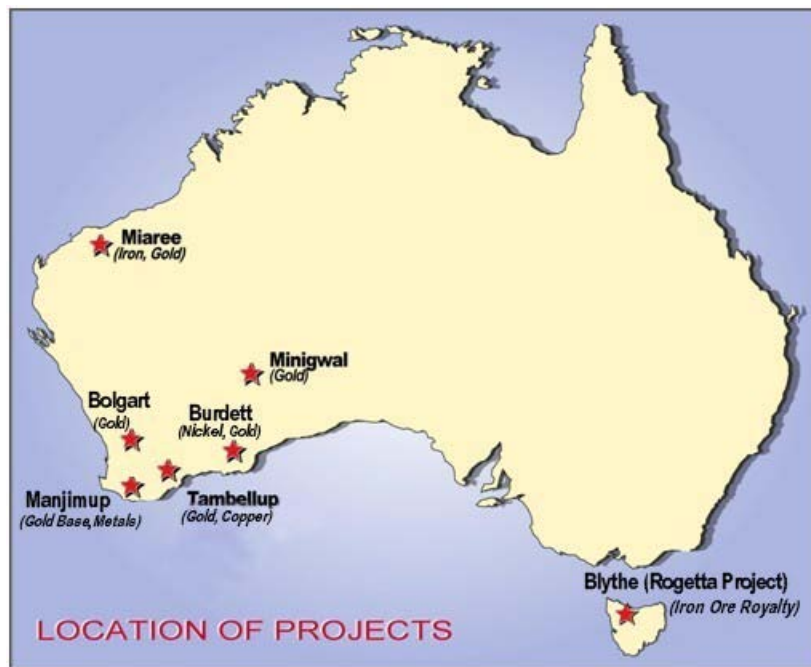 Miaree
(Iron, Gold)
Minigwal
(Gold)
Bolgart
(Gold)
Burdett
(Nickel, Gold)
Manjimup
(Gold Base,Metals)
Tambellup
(Gold, Copper)
Blythe (Rogetta Project)
(Iron Ore Royalty)
LOCATION OF PROJECTS